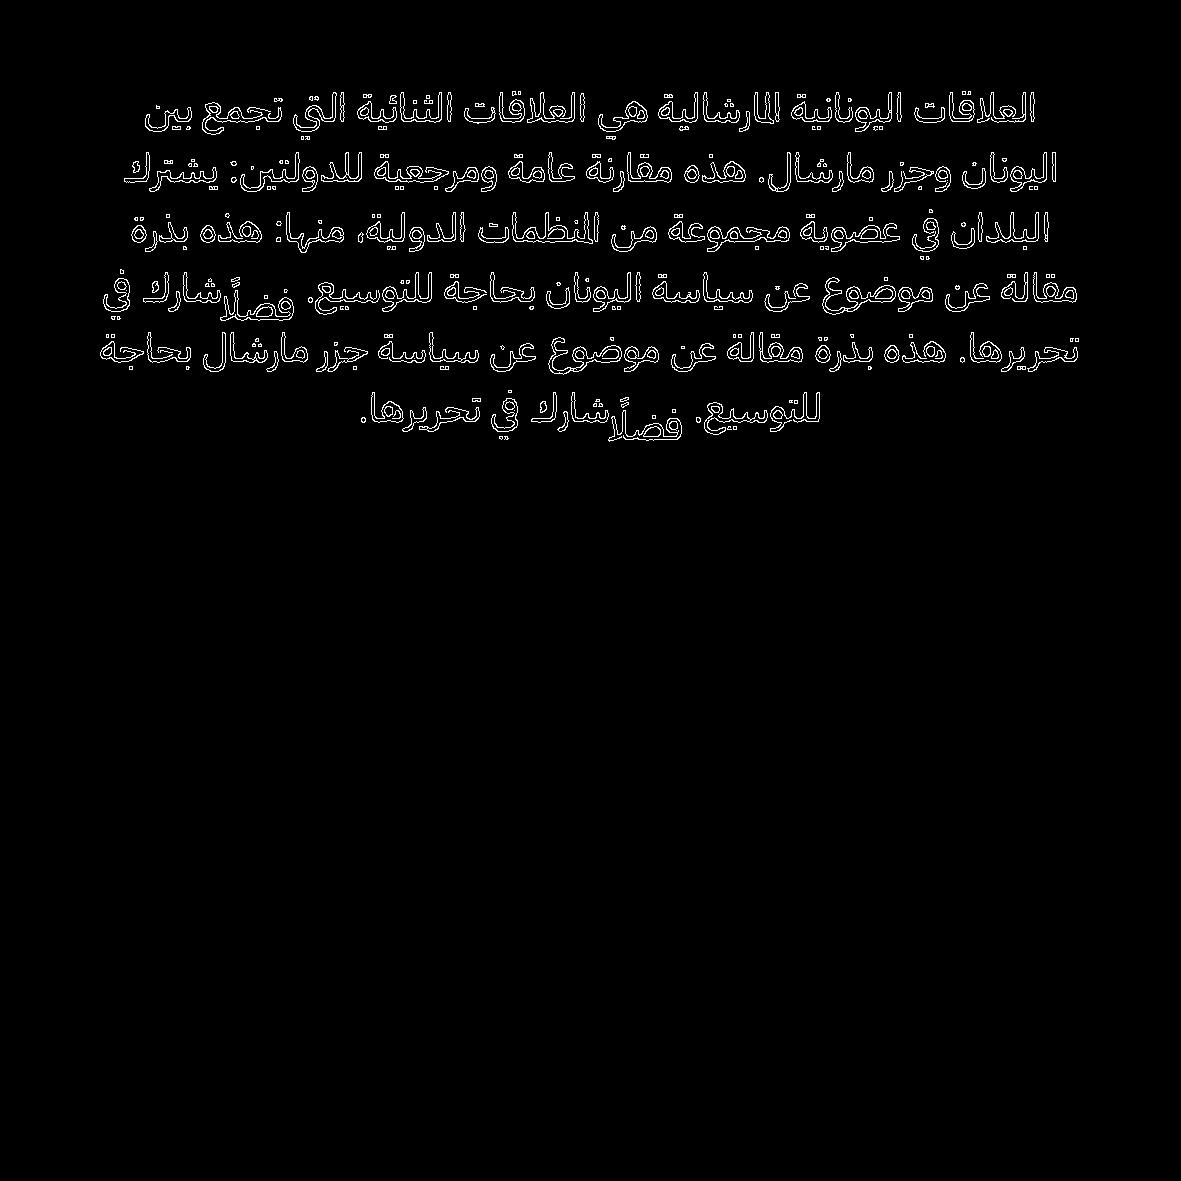 العلاقات اليونانية المارشالية هي العلاقات الثنائية التي تجمع بين
اليونان وجزر مارشال. هذه مقارنة عامة ومرجعية للدولتين: يشترك
البلدان في عضوية مجموعة من المنظمات الدولية، منها: هذه بذرة
مقالة عن موضوع عن سياسة اليونان بحاجة للتوسيع. فضلًا شارك في
تحريرها. هذه بذرة مقالة عن موضوع عن سياسة جزر مارشال بحاجة
للتوسيع. فضلًا شارك في تحريرها.